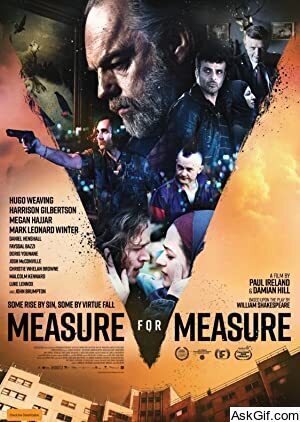 HUGO WEAVING
HARRISON GILBERTSON
MEGAN HAJJAR
MARK LEONARD WINTER
DANIEL HENSHALL
FAYSSAL BAZZI
DORIS YOUNANE
JOSH McCONVILLE
CHRISTIE WHELAN BROWNE
MALCOLM KENNARD
LUKE LENNOX
AND JOHN BRUMPTON
A FILM BY
PAUL IRELAND
& DAMIAN HILL
BASED UPON THE PLAY BY
WILLIAM SHAKESPEARE
SOME RISE BY SIN, SOME BY VIRTUE FALL
MEASURE FOR MEASURE
AskGif.com